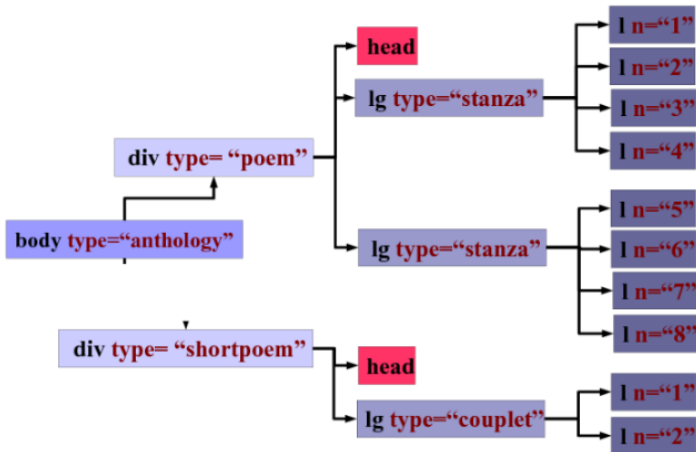 body type=“anthology”
div type= “poem”
head
lg type=“stanza”
l n=“1”
l n=“2”
l n=“3”
l n=“4”
lg type=“stanza”
l n=“5”
l n=“6”
l n=“7”
l n=“8”
div type= “shortpoem”
head
lg type=“couplet”
l n=“1”
l n=“2”